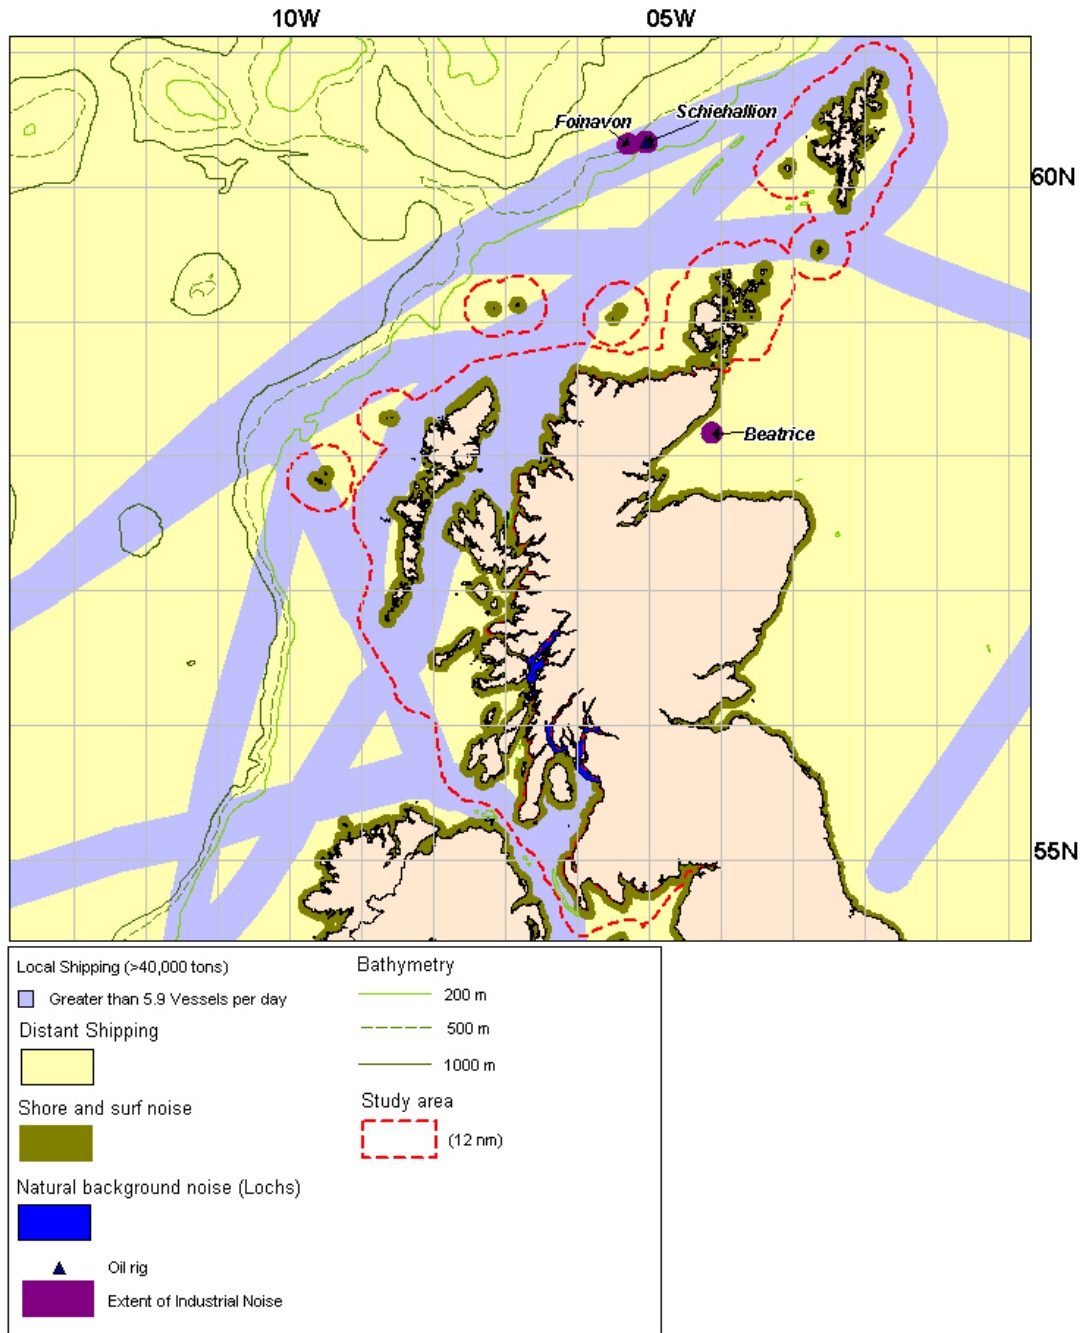 10W 05W
Foinavon
Schiehallion
60N
Beatrice
55N
Local Shipping (>40,000 tons)
Greater than 5.9 Vessels per day
Distant Shipping
Shore and surf noise
Natural background noise (Lochs)
Oil rig
Extent of Industrial Noise
Bathymetry
200 m
500 m
1000 m
Study area
(12 nm)